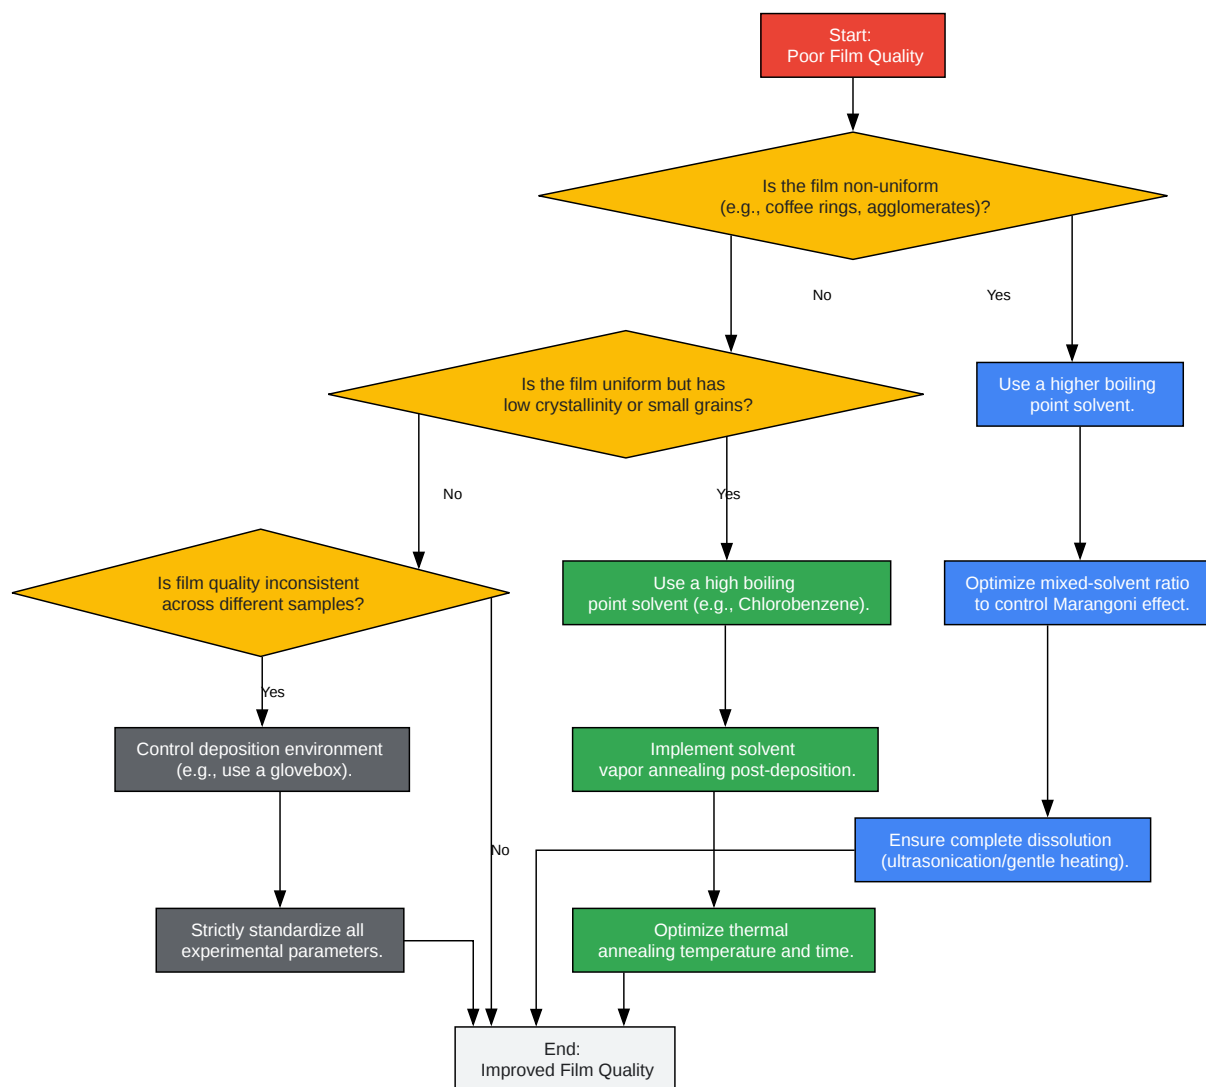 Start:
Poor Film Quality
Is the film non-uniform
(e.g., coffee rings, agglomerates)?
No
Yes
Is the film uniform but has
low crystallinity or small grains?
Use a higher boiling
point solvent.
No
Yes
Is film quality inconsistent
across different samples?
Use a high boiling
point solvent (e.g., Chlorobenzene).
Optimize mixed-solvent ratio
to control Marangoni effect.
Yes
Control deposition environment
(e.g., use a glovebox).
Implement solvent
vapor annealing post-deposition.
No
Ensure complete dissolution
(ultrasonication/gentle heating).
Strictly standardize all
experimental parameters.
Optimize thermal
annealing temperature and time.
End:
Improved Film Quality